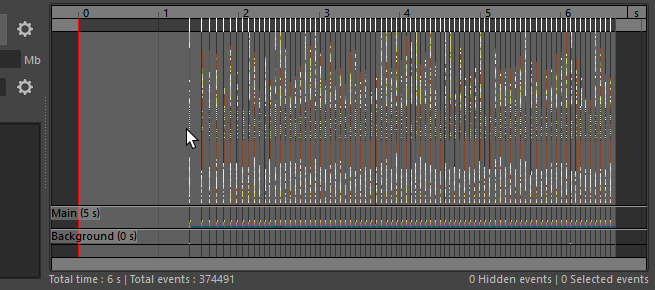 0 1 2 3 4 5 6 s
Mb
Main (5 s)
Background (0 s)
Total time : 6 s | Total events : 374491 0 Hidden events | 0 Selected events